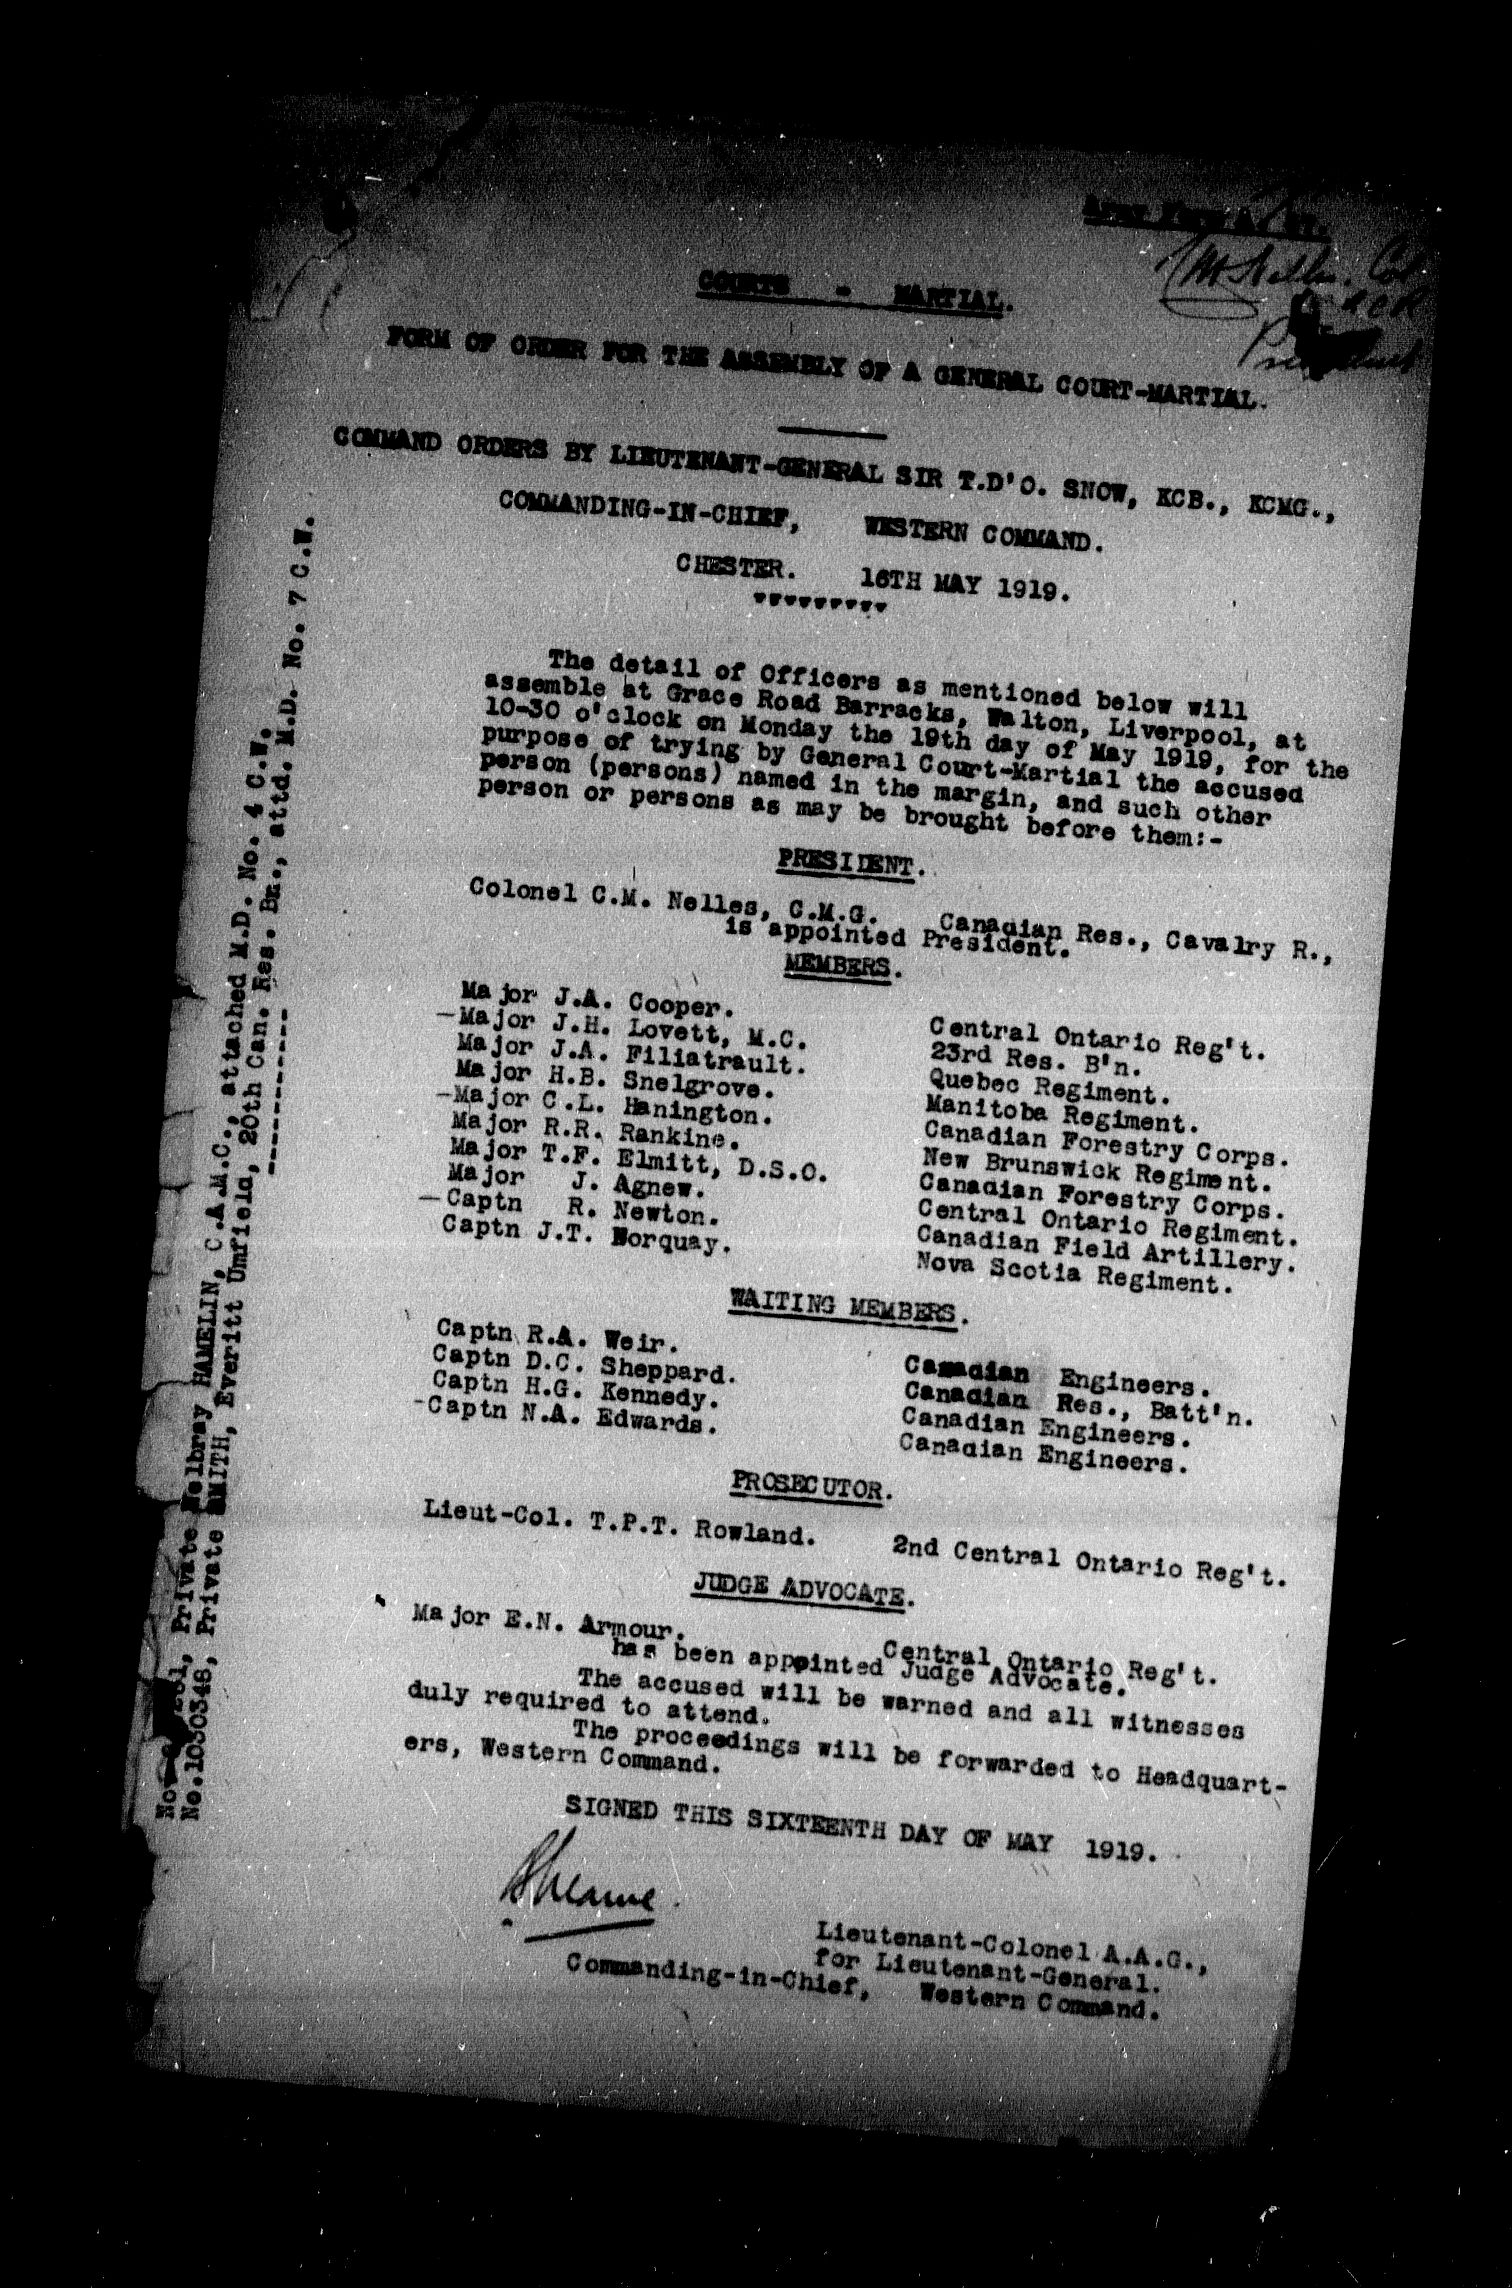 Army Form A
Col
RCR
President
COURTS - MARTIAL.
FORM OF ORDER FOR THE ASSEMBLY OF A GENERAL COURT-MARTIAL.
COMMAND ORDERS BY LIEUTENANT-GENERAL SIR T.D'O. SNOW, KCB., KCMG.,
COMMANDING-IN-CHIEF, WESTERN COMMAND.
CHESTER. 16TH MAY 1919.
The detail of Officers as mentioned below will
assemble at Grace Road Barracks, Walton, Liverpool, at
10-30 o'clock on Monday the 19th day of May 1919, for the
purpose of trying by General Court-Martial the accused
person (persons) named in the margin, and such other
person or persons as may be brought before them:-
PRESIDENT.
Colonel C.M. Nelles, C.M.G. Canadian Res., Cavalry R.,
is appointed President.
MEMBERS.
Major J.A. Cooper. Central Ontario Reg't.
-Major J.H. Lovett, M.C. 23rd Res. B'n.
Major J.A. Filiatrault. Quebec Regiment.
Major H.B. Snelgrove. Manitoba Regiment.
-Major C.L. Hanington. Canadian Forestry Corps.
Major R.R. Rankine. New Brunswick Regiment.
Major T.F. Elmitt, D.S.O. Canadian Forestry Corps.
Major J. Agnew. Central Ontario Regiment.
-Captn R. Newton. Canadian Field Artillery.
Captn J.T. Norquay. Nova Scotia Regiment.
WAITING MEMBERS.
Captn R.A. Weir. Canadian Engineers.
Captn D.C. Sheppard. Canadian Res., Batt'n.
Captn H.G. Kennedy. Canadian Engineers.
-Captn N.A. Edwards. Canadian Engineers.
PROSECUTOR.
Lieut-Col. T.P.T. Rowland. 2nd Central Ontario Reg't.
JUDGE ADVOCATE.
Major E.N. Armour. Central Ontario Reg't.
has been appointed Judge Advocate.
The accused will be warned and all witnesses
duly required to attend.
The proceedings will be forwarded to Headquart-
ers, Western Command.
SIGNED THIS SIXTEENTH DAY OF MAY 1919.
Lieutenant-Colonel A.A.G.,
for Lieutenant-General.
Commanding-in-Chief, Western Command.
No. Private Melbray HAMELIN, C.A.M.C., attached M.D. No. 4 C.W.
No.1030348, Private SMITH, Everitt Umfield, 20th Can. Res. Bn., attd. M.D. No. 7 C.W.